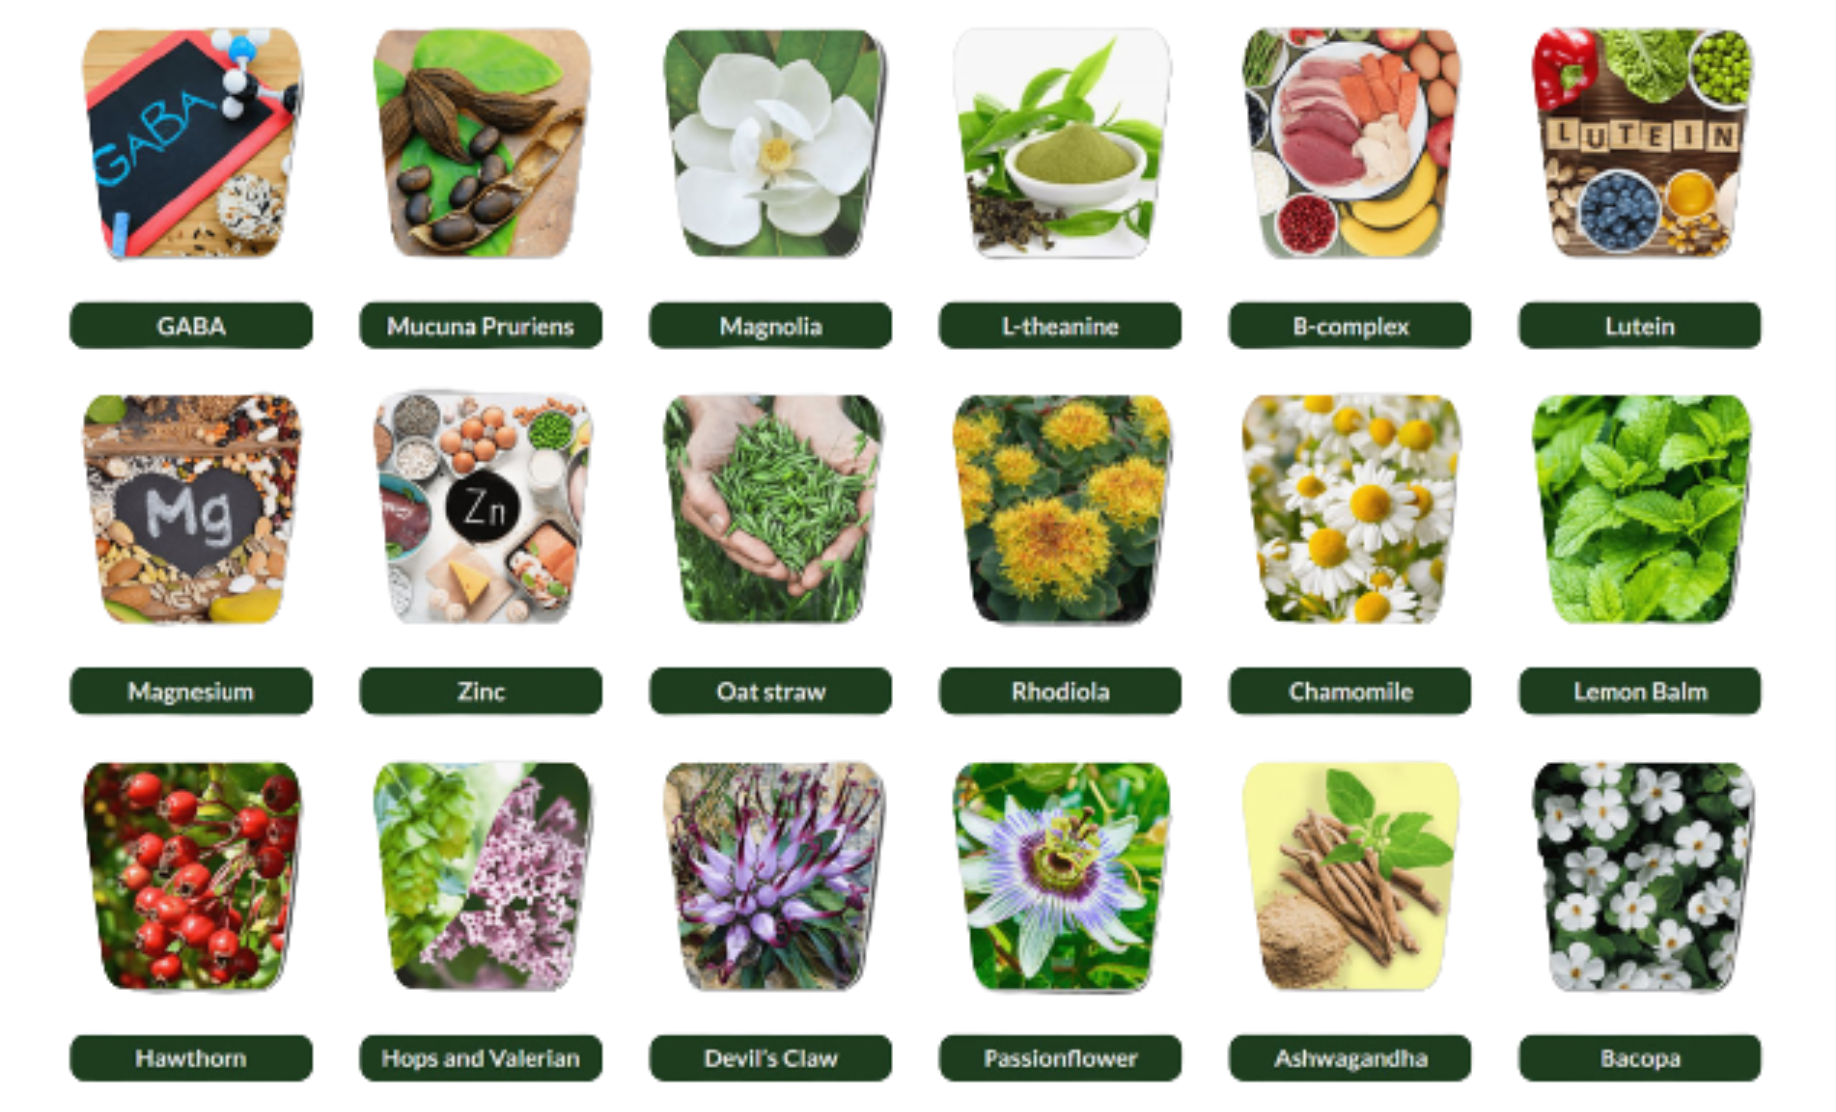 GABA
LUTEIN
GABA
Mucuna Pruriens
Magnolia
L-theanine
B-complex
Lutein
Mg
Zn
Magnesium
Zinc
Oat straw
Rhodiola
Chamomile
Lemon Balm
Hawthorn
Hops and Valerian
Devil's Claw
Passionflower
Ashwagandha
Bacopa